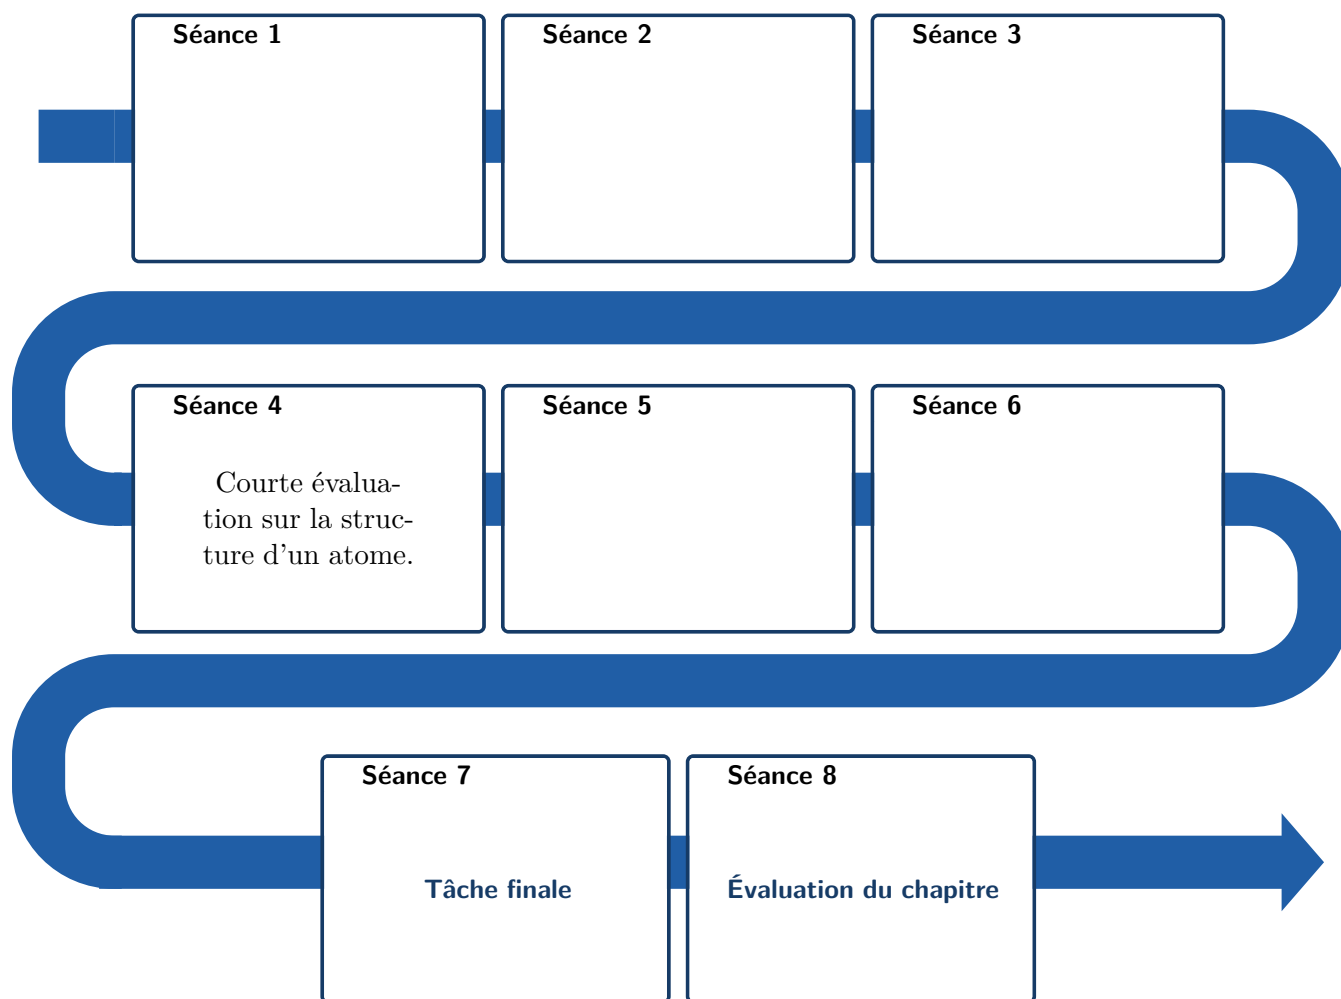 Séance 1
Séance 2
Séance 3
Séance 4
Séance 5
Séance 6
Courte évalua-
tion sur la struc-
ture d'un atome.
Séance 7
Séance 8
Tâche finale
Évaluation du chapitre